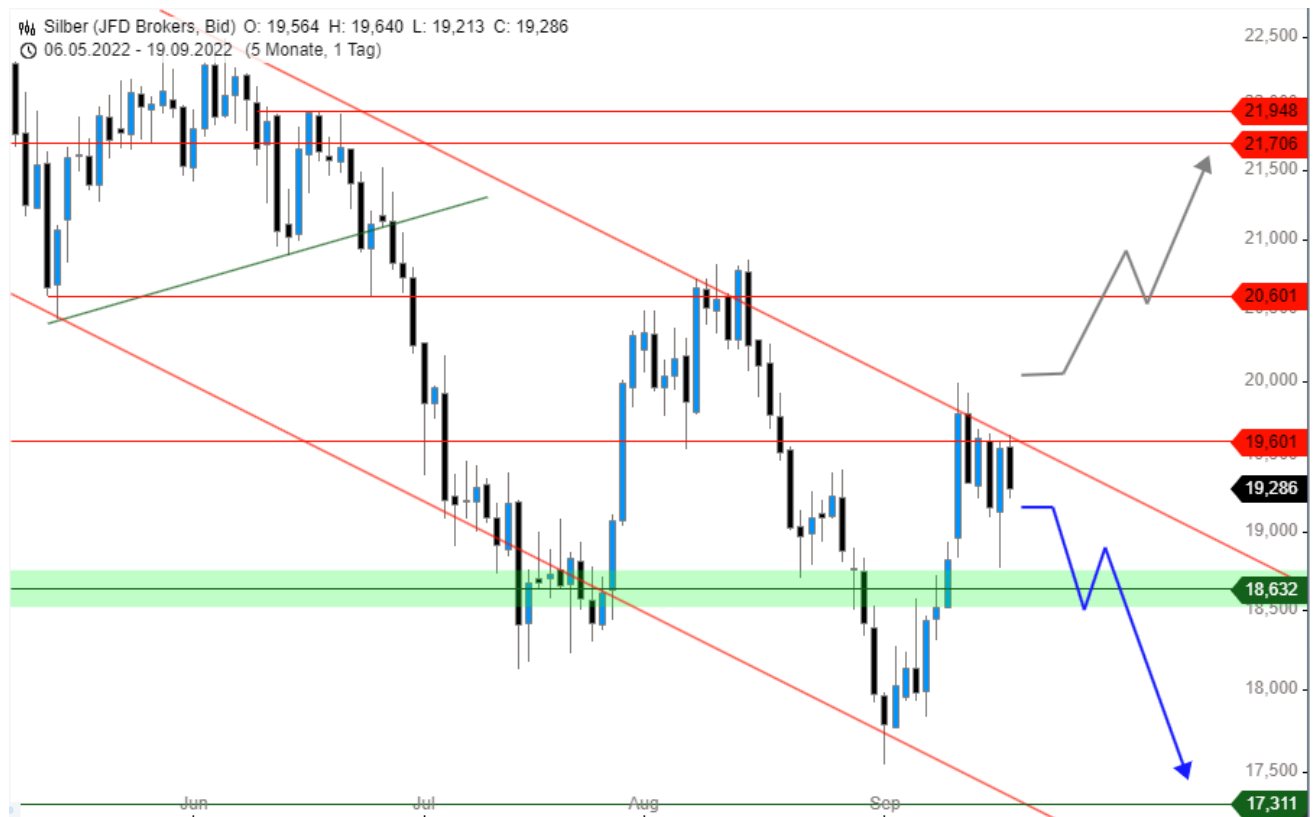 Silber (JFD Brokers, Bid) O: 19,564 H: 19,640 L: 19,213 C: 19,286
06.05.2022 - 19.09.2022 (5 Monate, 1 Tag)
22,500
21,948
21,706
21,500
21,000
20,601
20,000
19,601
19,286
19,000
18,632
18,500
18,000
17,500
17,311
Jun
Jul
Aug
Sep